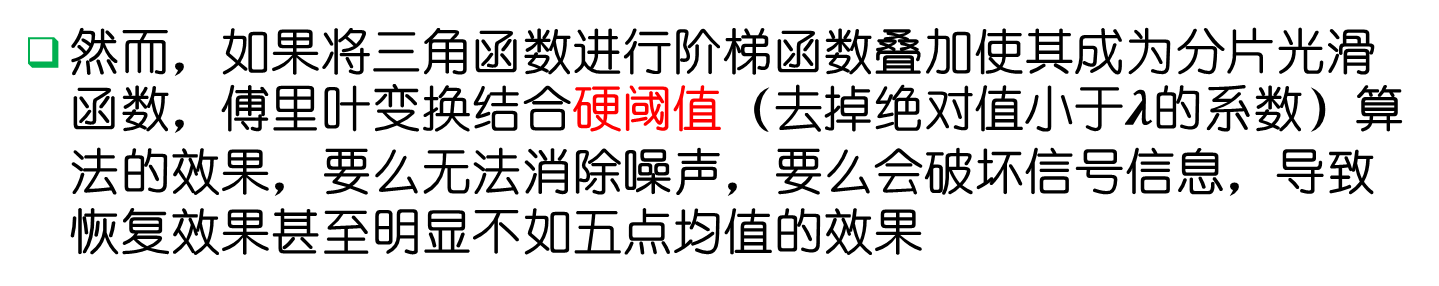 然而，如果将三角函数进行阶梯函数叠加使其成为分片光滑
函数，傅里叶变换结合硬阈值（去掉绝对值小于λ的系数）算
法的效果，要么无法消除噪声，要么会破坏信号信息，导致
恢复效果甚至明显不如五点均值的效果